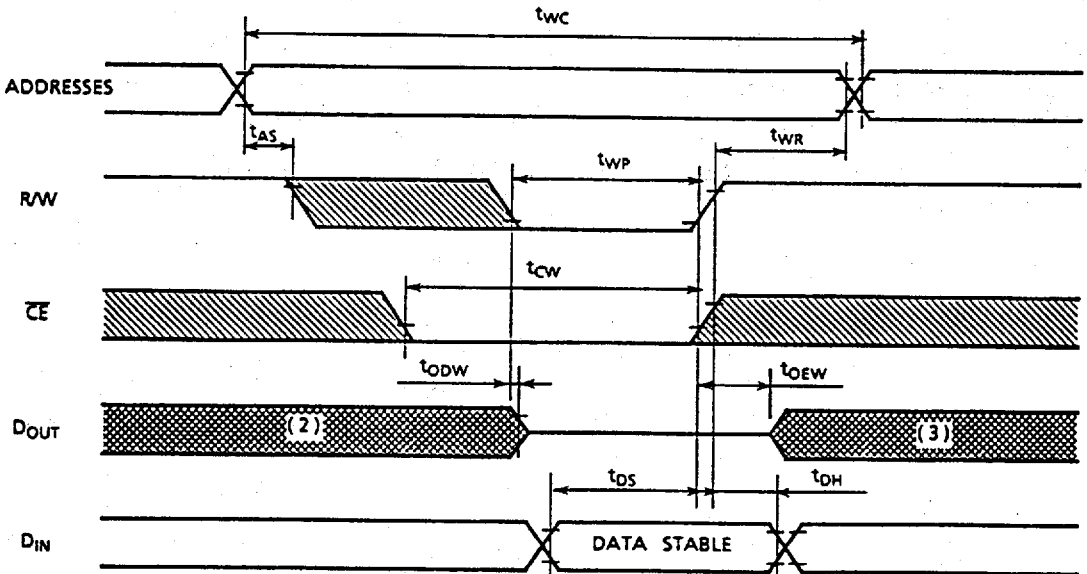 tWC
ADDRESSES
tAS
tWR
tWP
R/W
tCW
CE
tODW
tOEW
DOUT
(2)
(3)
tDS
tDH
DIN
DATA STABLE